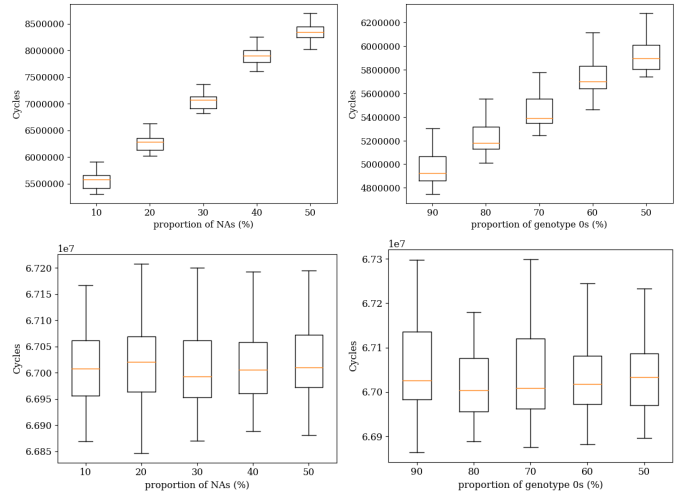 8500000
8000000
7500000
7000000
6500000
6000000
5500000
Cycles
10 20 30 40 50
proportion of NAs (%)
6200000
6000000
5800000
5600000
5400000
5200000
5000000
4800000
Cycles
90 80 70 60 50
proportion of genotype 0s (%)
1e7
6.720
6.715
6.710
6.705
6.700
6.695
6.690
6.685
Cycles
10 20 30 40 50
proportion of NAs (%)
1e7
6.73
6.72
6.71
6.70
6.69
Cycles
90 80 70 60 50
proportion of genotype 0s (%)